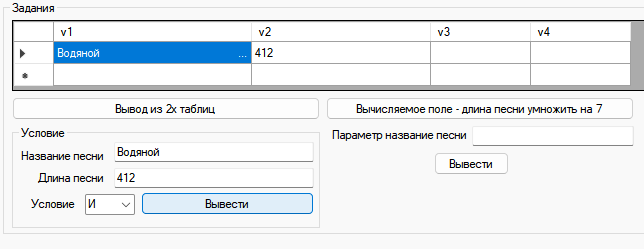 Задания
v1 v2 v3 v4
Водяной ... 412
Вывод из 2х таблиц
Вычисляемое поле - длина песни умножить на 7
Условие
Название песни Водяной
Длина песни 412
Условие И Вывести
Параметр название песни
Вывести